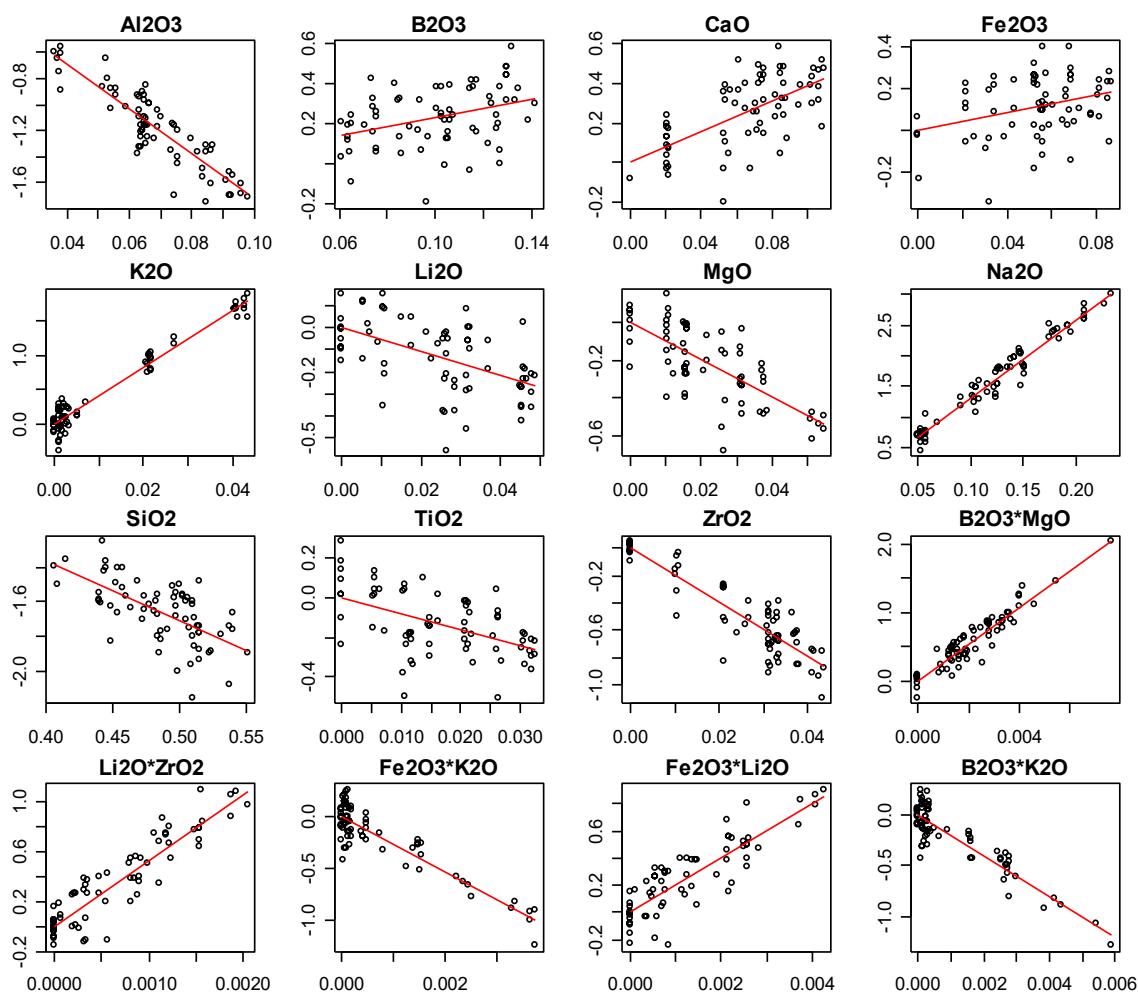 Al2O3 B2O3 CaO Fe2O3
-1.6 -1.2 -0.8
0.04 0.06 0.08 0.10
-0.2 0.2 0.4 0.6
0.06 0.10 0.14
-0.2 0.2 0.4 0.6
0.00 0.04 0.08
-0.2 0.0 0.2 0.4
0.00 0.04 0.08
K2O Li2O MgO Na2O
0.0 1.0
0.00 0.02 0.04
-0.5 -0.2 0.0
0.00 0.02 0.04
-0.6 -0.2
0.00 0.02 0.04
0.5 1.5 2.5
0.05 0.10 0.20
SiO2 TiO2 ZrO2 B2O3*MgO
-2.0 -1.6
0.40 0.45 0.50 0.55
-0.4 0.0 0.2
0.000 0.010 0.020 0.030
-1.0 -0.6 -0.2
0.00 0.02 0.04
0.0 1.0 2.0
0.000 0.004
Li2O*ZrO2 Fe2O3*K2O Fe2O3*Li2O B2O3*K2O
-0.2 0.2 0.6 1.0
0.0000 0.0010 0.0020
-1.0 -0.5 0.0
0.000 0.002
-0.2 0.2 0.6
0.000 0.002 0.004
-1.0 -0.5 0.0
0.000 0.002 0.004 0.006